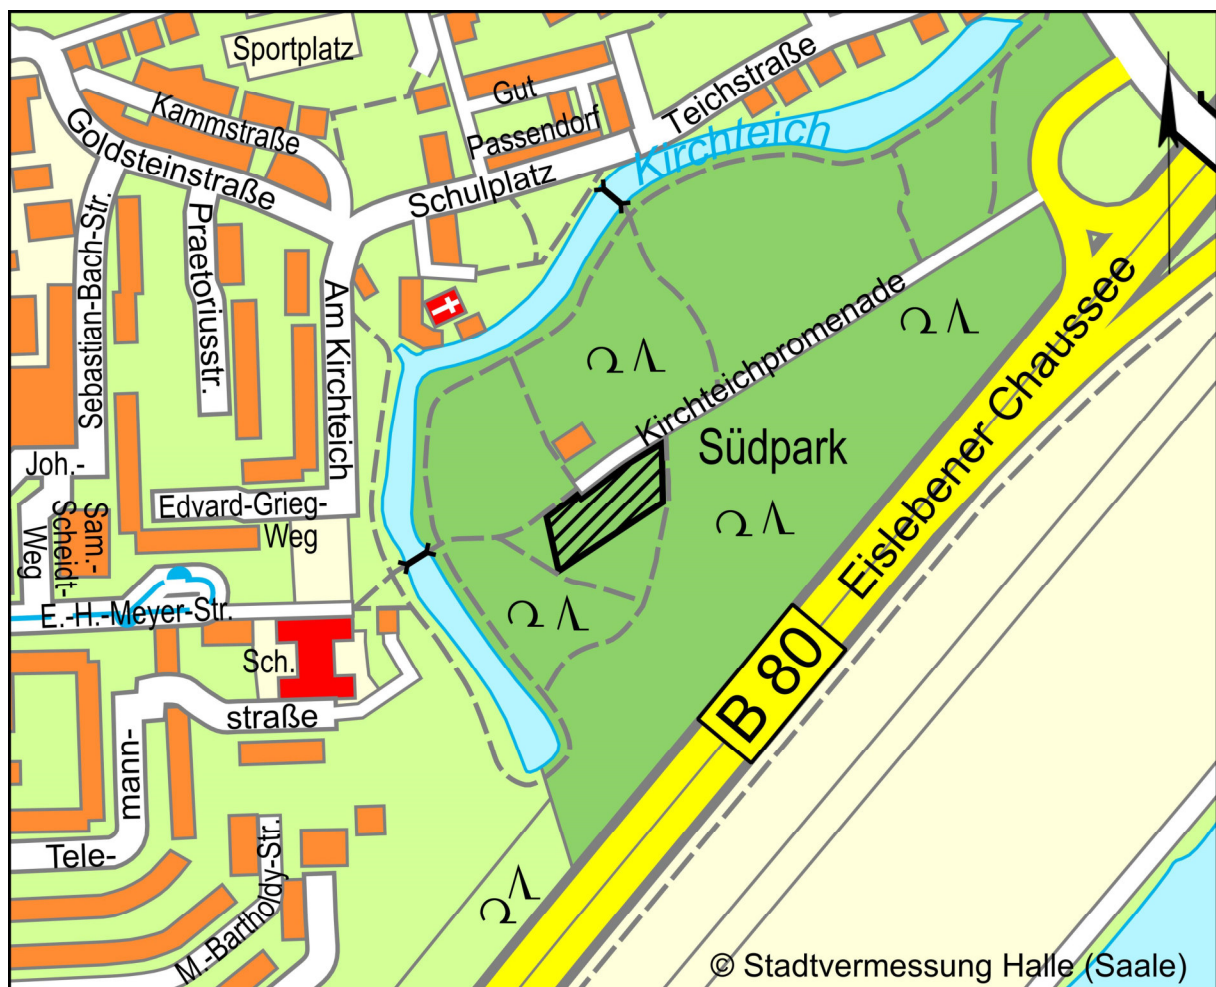 Sportplatz
Kammstraße
Goldsteinstraße
Gut
Passendorf
Teichstraße
Kirchteich
Schulplatz
Sebastian-Bach-Str.
Praetoriusstr.
Am Kirchteich
Kirchteichpromenade
Südpark
Eislebener Chaussee
B 80
Joh.-
Sam.-
Scheidt-
Weg
Edvard-Grieg-
Weg
E.-H.-Meyer-Str.
Sch.
straße
mann-
Tele-
M.-Bartholdy-Str.
© Stadtvermessung Halle (Saale)